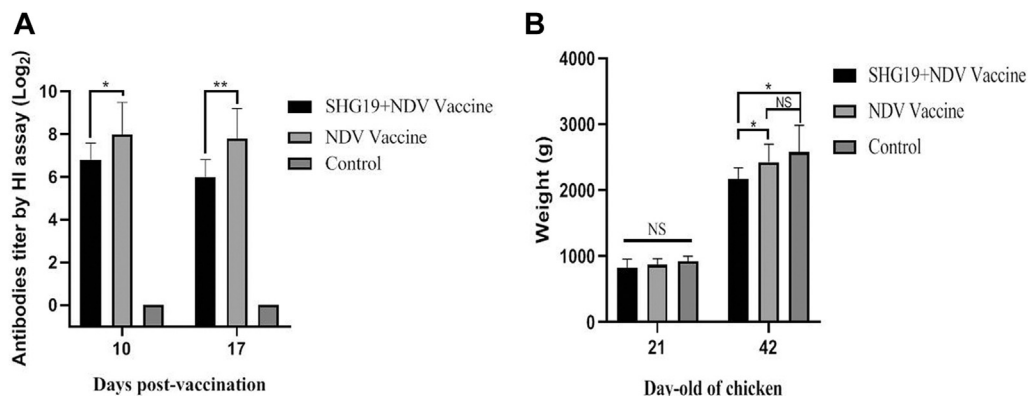 A
Antibodies titer by HI assay (Log2)
10
8
6
4
2
0
*
**
SHG19+NDV Vaccine
NDV Vaccine
Control
10
17
Days post-vaccination
B
Weight (g)
4000
3000
2000
1000
0
NS
*
*
NS
SHG19+NDV Vaccine
NDV Vaccine
Control
21
42
Day-old of chicken